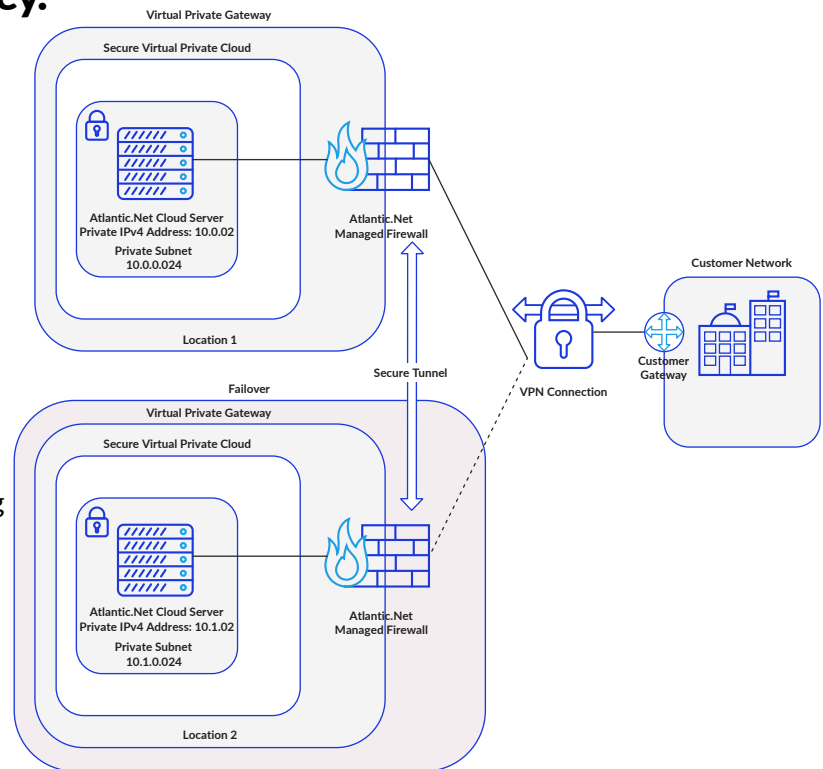 cy.
Virtual Private Gateway
Secure Virtual Private Cloud
Atlantic.Net Cloud Server
Private IPv4 Address: 10.0.02
Private Subnet
10.0.0.024
Location 1
Atlantic.Net
Managed Firewall
Secure Tunnel
VPN Connection
Customer Network
Customer
Gateway
Failover
Virtual Private Gateway
Secure Virtual Private Cloud
g
Atlantic.Net Cloud Server
Private IPv4 Address: 10.1.02
Private Subnet
10.1.0.024
Location 2
Atlantic.Net
Managed Firewall